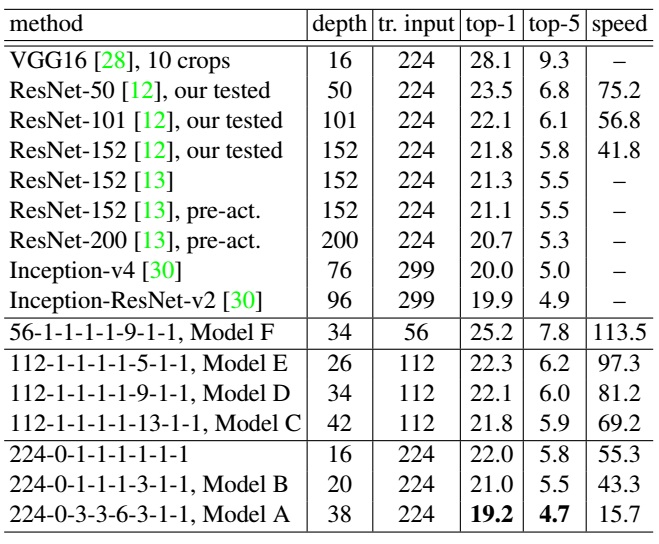 method depth tr. input top-1 top-5 speed
VGG16 [28], 10 crops 16 224 28.1 9.3 –
ResNet-50 [12], our tested 50 224 23.5 6.8 75.2
ResNet-101 [12], our tested 101 224 22.1 6.1 56.8
ResNet-152 [12], our tested 152 224 21.8 5.8 41.8
ResNet-152 [13] 152 224 21.3 5.5 –
ResNet-152 [13], pre-act. 152 224 21.1 5.5 –
ResNet-200 [13], pre-act. 200 224 20.7 5.3 –
Inception-v4 [30] 76 299 20.0 5.0 –
Inception-ResNet-v2 [30] 96 299 19.9 4.9 –
56-1-1-1-1-9-1-1, Model F 34 56 25.2 7.8 113.5
112-1-1-1-1-5-1-1, Model E 26 112 22.3 6.2 97.3
112-1-1-1-1-9-1-1, Model D 34 112 22.1 6.0 81.2
112-1-1-1-1-13-1-1, Model C 42 112 21.8 5.9 69.2
224-0-1-1-1-1-1-1 16 224 22.0 5.8 55.3
224-0-1-1-1-3-1-1, Model B 20 224 21.0 5.5 43.3
224-0-3-3-6-3-1-1, Model A 38 224 19.2 4.7 15.7